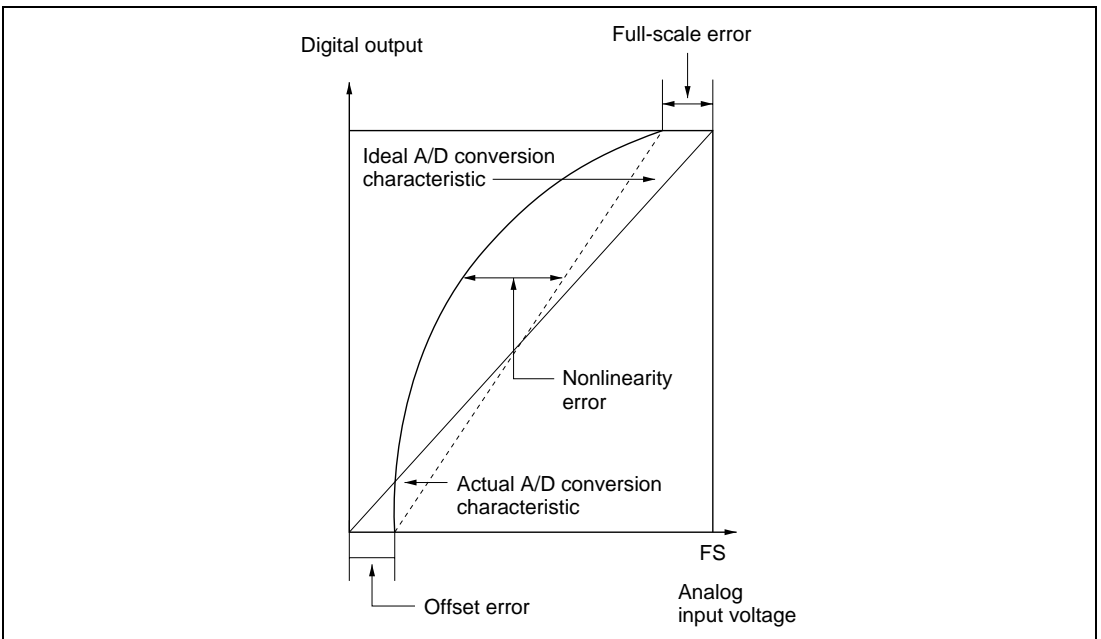 Full-scale error
Digital output
Ideal A/D conversion
characteristic
Nonlinearity
error
Actual A/D conversion
characteristic
FS
Offset error
Analog
input voltage